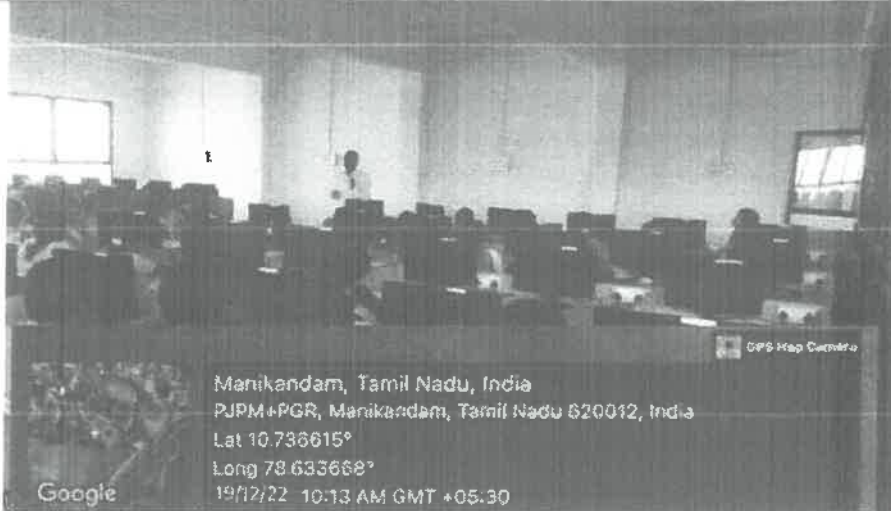 GPS Map Camera
Manikandam, Tamil Nadu, India
PJPM+PGR, Manikandam, Tamil Nadu 620012, India
Lat 10.736615°
Long 78.633668°
19/12/22 10:13 AM GMT +05:30
Google